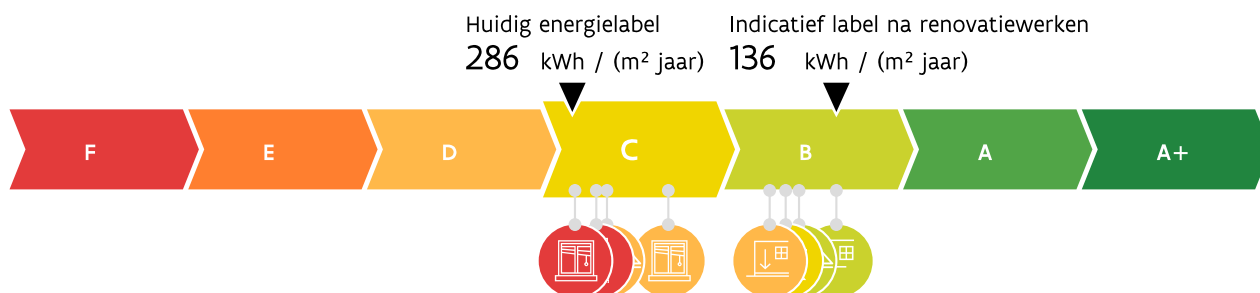 Huidig energielabel
286 kWh / (m² jaar)
Indicatief label na renovatiewerken
136 kWh / (m² jaar)
F E D C B A A+